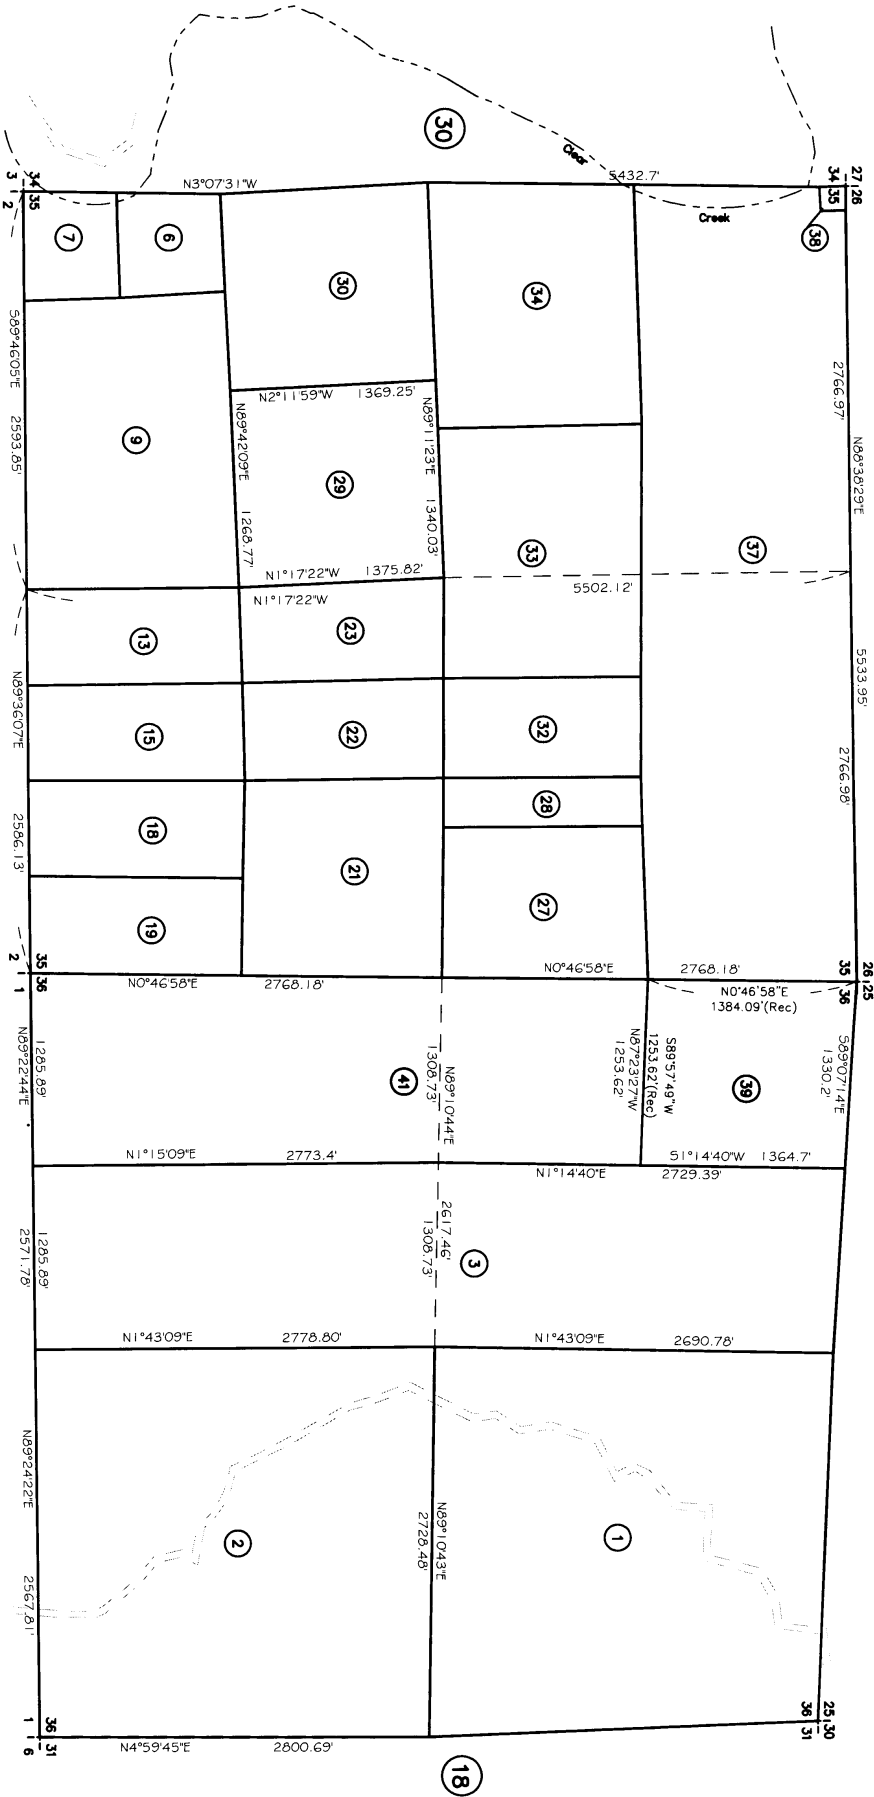 30
Clear
Creek
5432.7'
N3°07'31"W
27 26
34 35
38
34 35
3 2
7
6
30
34
37
2766.97'
N88°38'29"E
5533.95'
2766.98'
N2°11'59"W 1369.25'
N89°11'23"E 1340.03'
N89°42'09"E 1268.77'
N1°17'22"W 1375.82'
N1°17'22"W
5502.12'
9
29
33
S89°46'05"E 2593.85'
13
23
15
22
32
28
18
21
27
19
N89°36'07"E 2586.13'
35 36
2 1
26 25
35 36
N0°46'58"E 2768.18'
N0°46'58"E 2768.18'
N0°46'58"E
1384.09'(Rec)
S89°57'49"W
1253.62'(Rec)
N87°23'27"W
1253.62'
S89°07'14"E
1330.2'
39
41
N89°10'44"E
1308.73'
1285.89'
N89°22'44"E
N1°15'09"E 2773.4'
S1°14'40"W 1364.7'
N1°14'40"E 2729.39'
2617.46'
1308.73'
3
1285.89'
2571.78'
N1°43'09"E 2778.80'
N1°43'09"E 2690.78'
N89°10'43"E
2728.48'
1
2
N89°24'22"E 2567.81'
25 30
36 31
36 31
1 6
N4°59'45"E 2800.69'
18